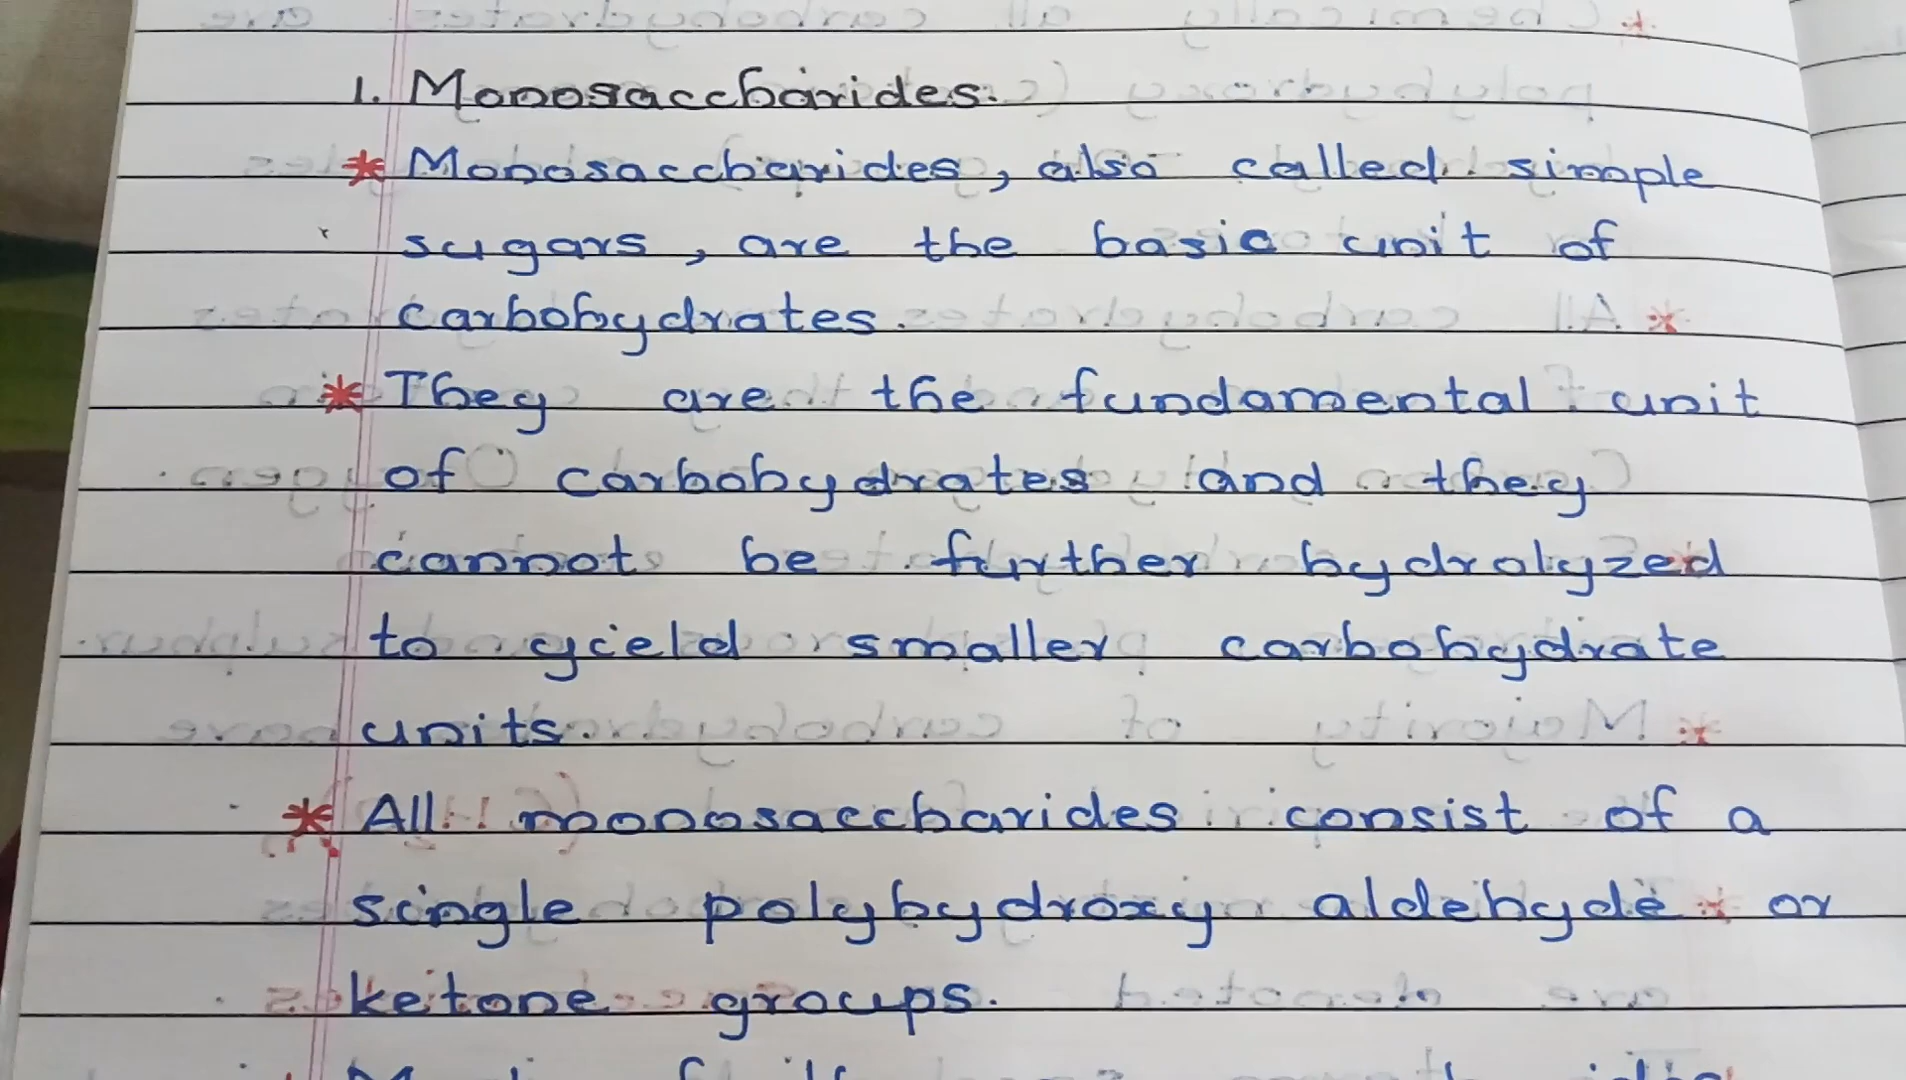 1. Monosaccharides.
* Monosaccharides, also called simple
sugars, are the basic unit of
carbohydrates.
* They are the fundamental unit
of carbohydrates and they
cannot be further hydrolyzed
to yield smaller carbohydrate
units.
* All monosaccharides consist of a
single polyhydroxy aldehyde or
ketone groups.